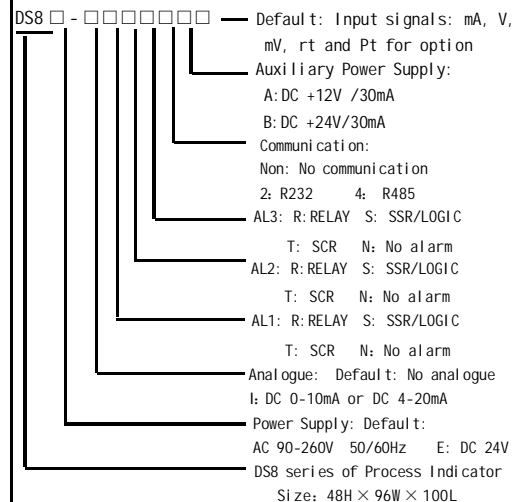 DS8 □ - □□□□□□□ Default: Input signals: mA, V,
mV, rt and Pt for option
Auxiliary Power Supply:
A: DC +12V /30mA
B: DC +24V/30mA
Communication:
Non: No communication
2: R232 4: R485
AL3: R: RELAY S: SSR/LOGIC
T: SCR N: No alarm
AL2: R: RELAY S: SSR/LOGIC
T: SCR N: No alarm
AL1: R: RELAY S: SSR/LOGIC
T: SCR N: No alarm
Analogue: Default: No analogue
I: DC 0-10mA or DC 4-20mA
Power Supply: Default:
AC 90-260V 50/60Hz E: DC 24V
DS8 series of Process Indicator
Size: 48H × 96W × 100L